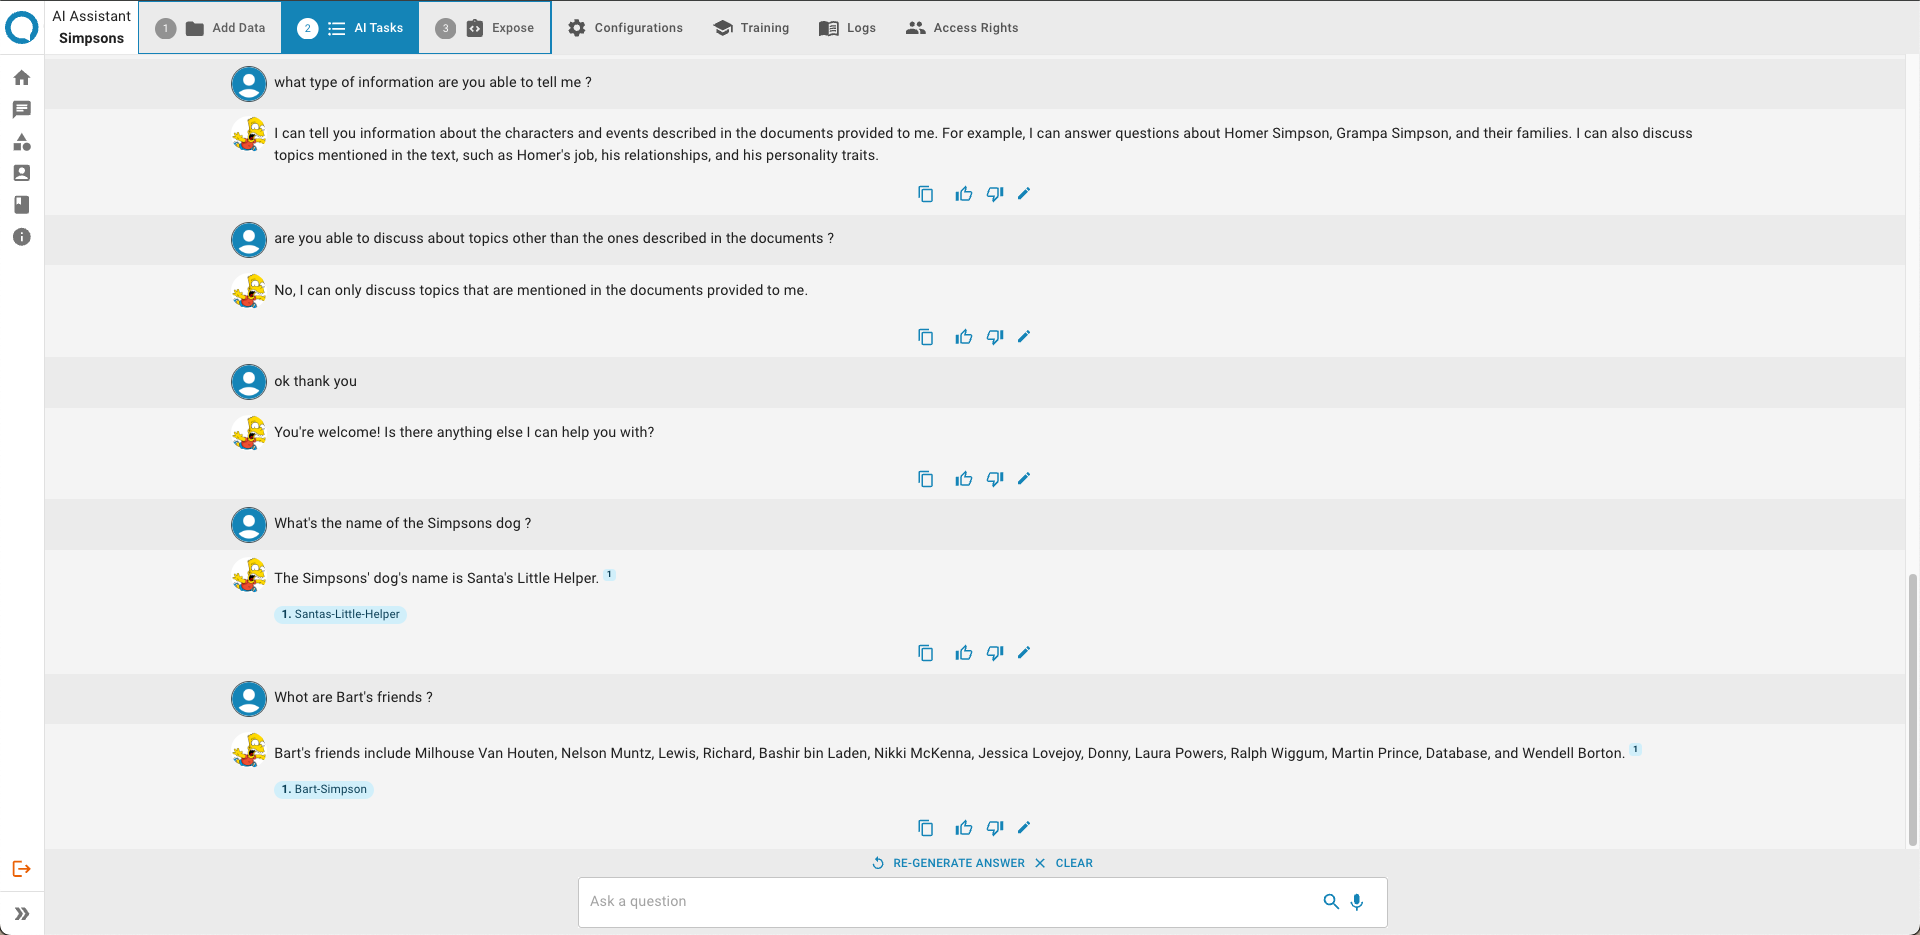 AI Assistant
Simpsons
1 Add Data
2 AI Tasks
3 Expose
Configurations
Training
Logs
Access Rights
what type of information are you able to tell me ?
I can tell you information about the characters and events described in the documents provided to me. For example, I can answer questions about Homer Simpson, Grampa Simpson, and their families. I can also discuss
topics mentioned in the text, such as Homer's job, his relationships, and his personality traits.
are you able to discuss about topics other than the ones described in the documents ?
No, I can only discuss topics that are mentioned in the documents provided to me.
ok thank you
You're welcome! Is there anything else I can help you with?
What's the name of the Simpsons dog ?
The Simpsons' dog's name is Santa's Little Helper. 1
1. Santas-Little-Helper
Whot are Bart's friends ?
Bart's friends include Milhouse Van Houten, Nelson Muntz, Lewis, Richard, Bashir bin Laden, Nikki McKenna, Jessica Lovejoy, Donny, Laura Powers, Ralph Wiggum, Martin Prince, Database, and Wendell Borton. 1
1. Bart-Simpson
RE-GENERATE ANSWER
CLEAR
Ask a question